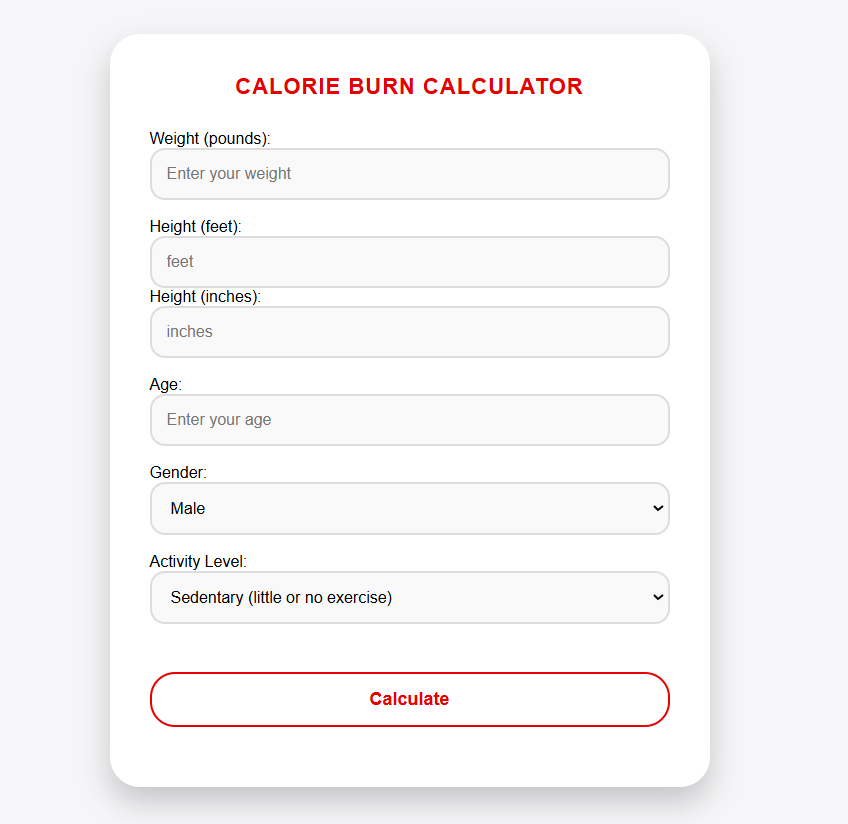 CALORIE BURN CALCULATOR
Weight (pounds):
Enter your weight
Height (feet):
feet
Height (inches):
inches
Age:
Enter your age
Gender:
Male
Activity Level:
Sedentary (little or no exercise)
Calculate